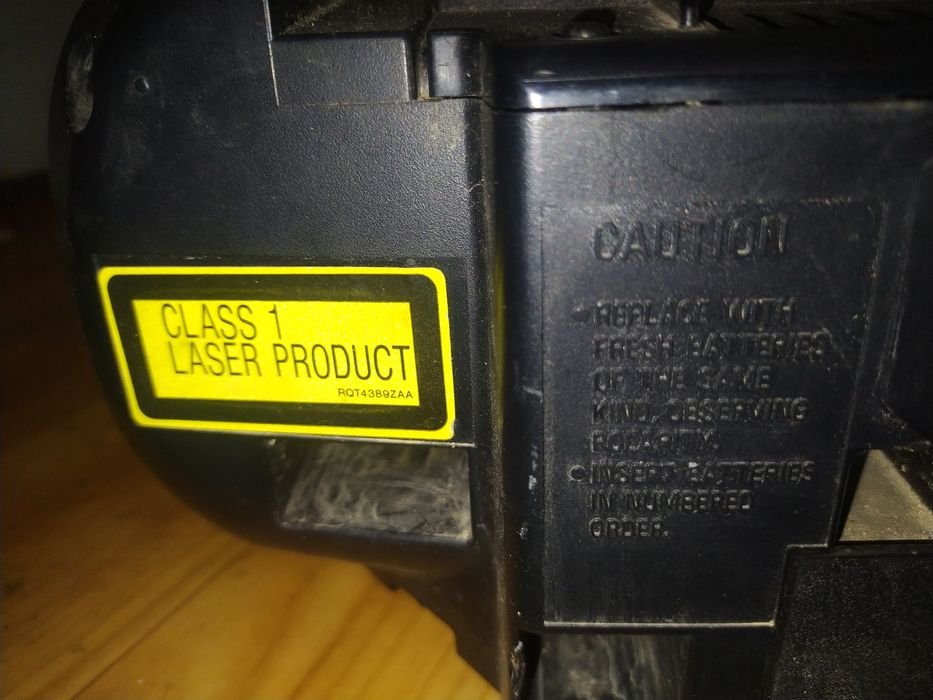 CLASS 1
LASER PRODUCT
RQT4389ZAA
CAUTION
• REPLACE WITH
FRESH BATTERIES
OF THE SAME
KIND, OBSERVING
POLARITY.
• INSERT BATTERIES
IN NUMBERED
ORDER.